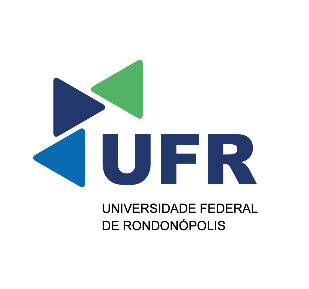 UFR
UNIVERSIDADE FEDERAL
DE RONDONÓPOLIS